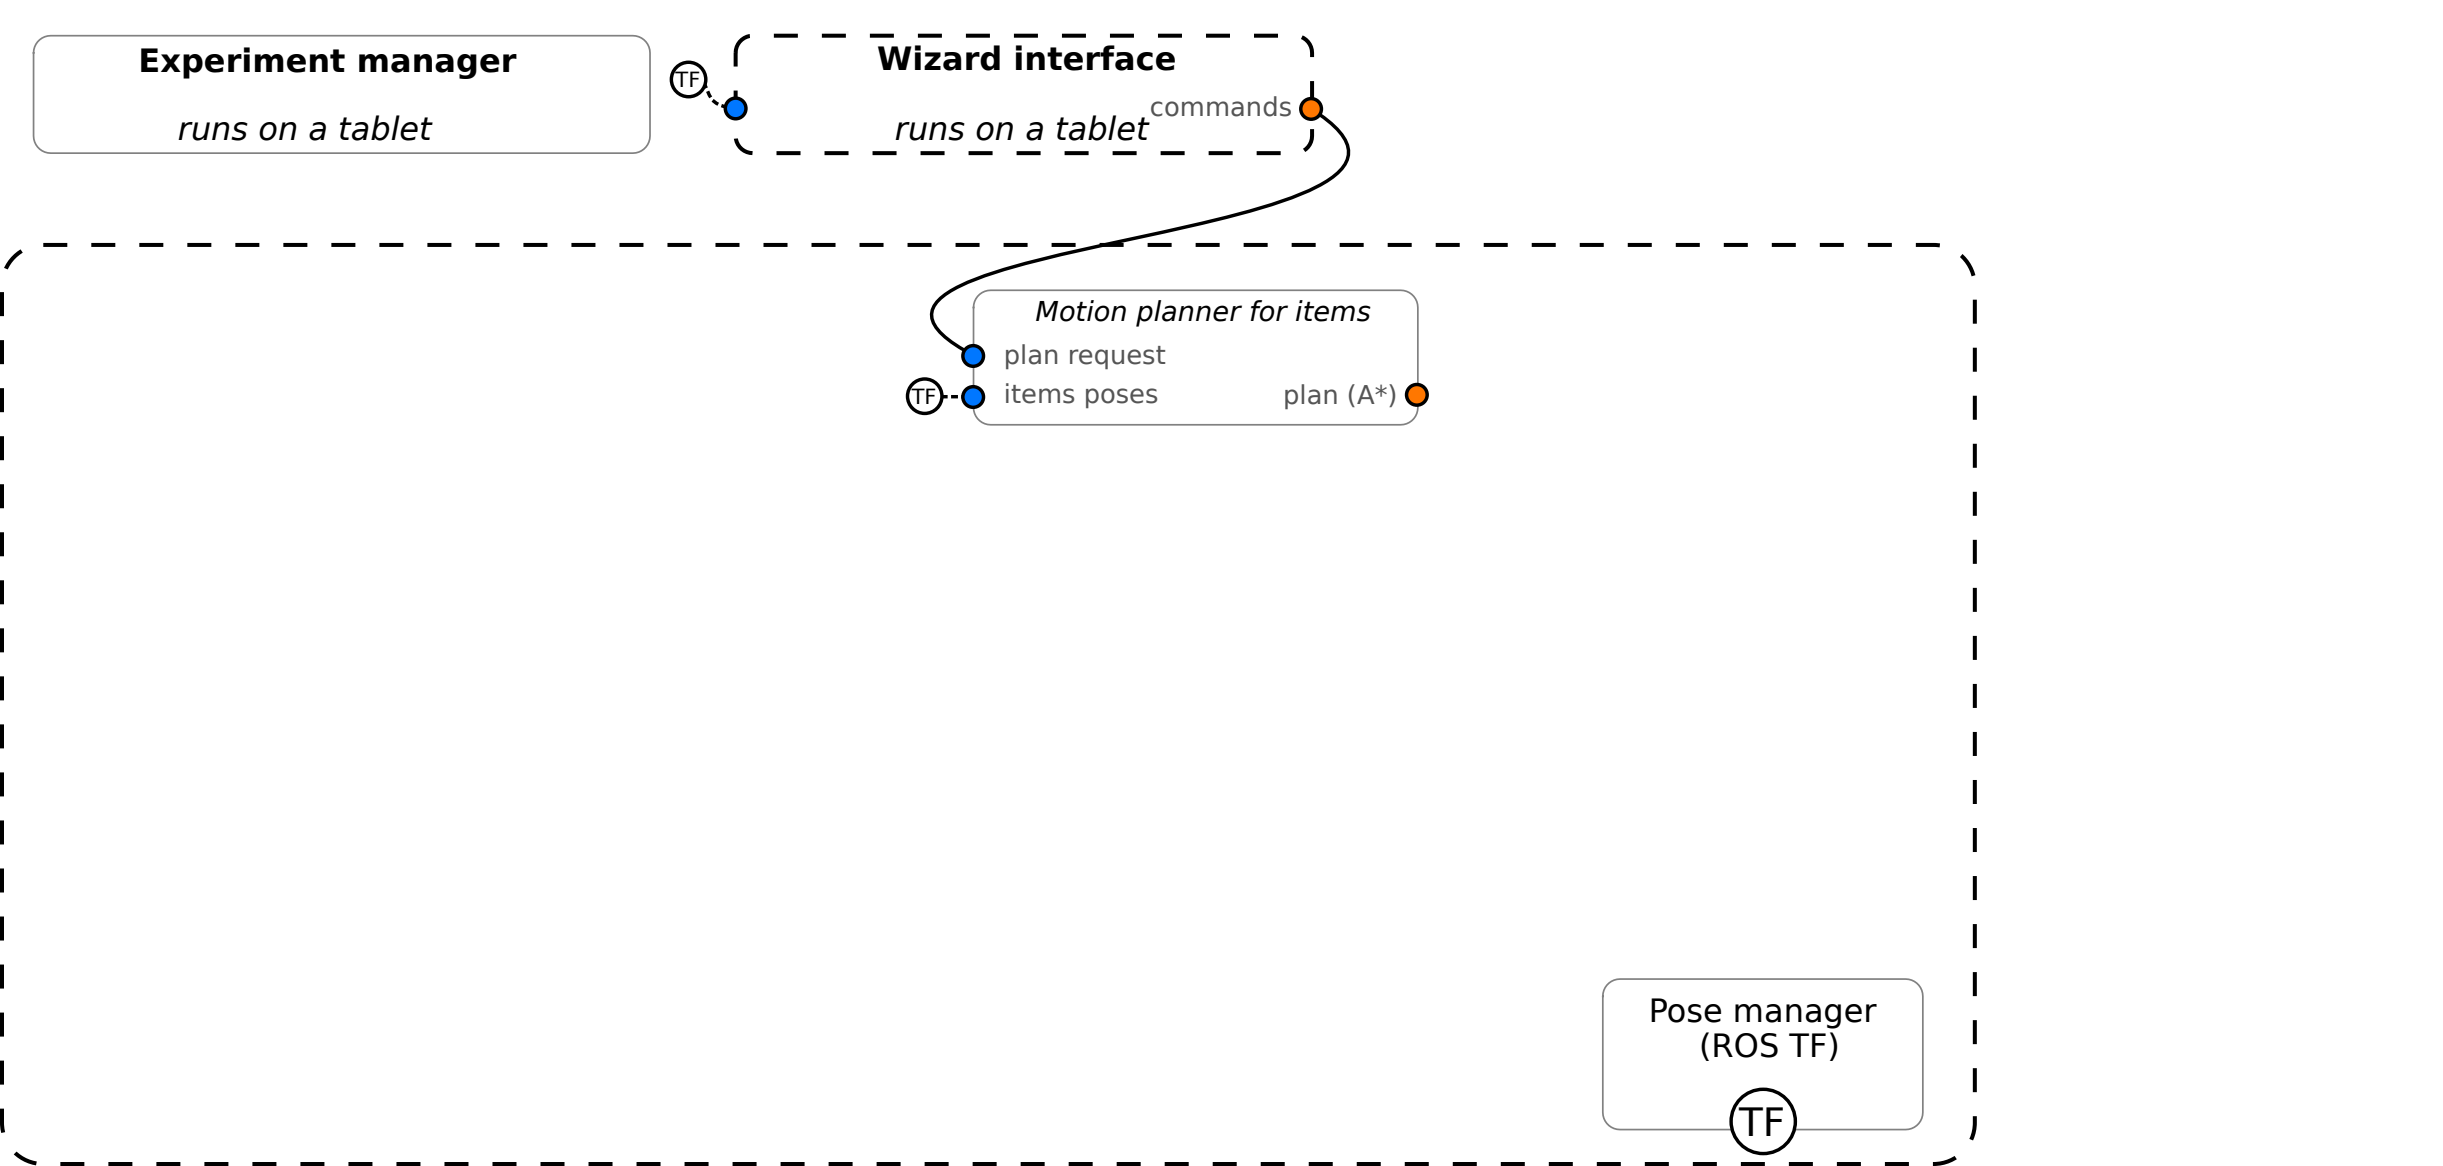 Experiment manager
runs on a tablet
TF
Wizard interface
commands
runs on a tablet
Motion planner for items
plan request
TF
items poses
plan (A*)
Pose manager
(ROS TF)
TF